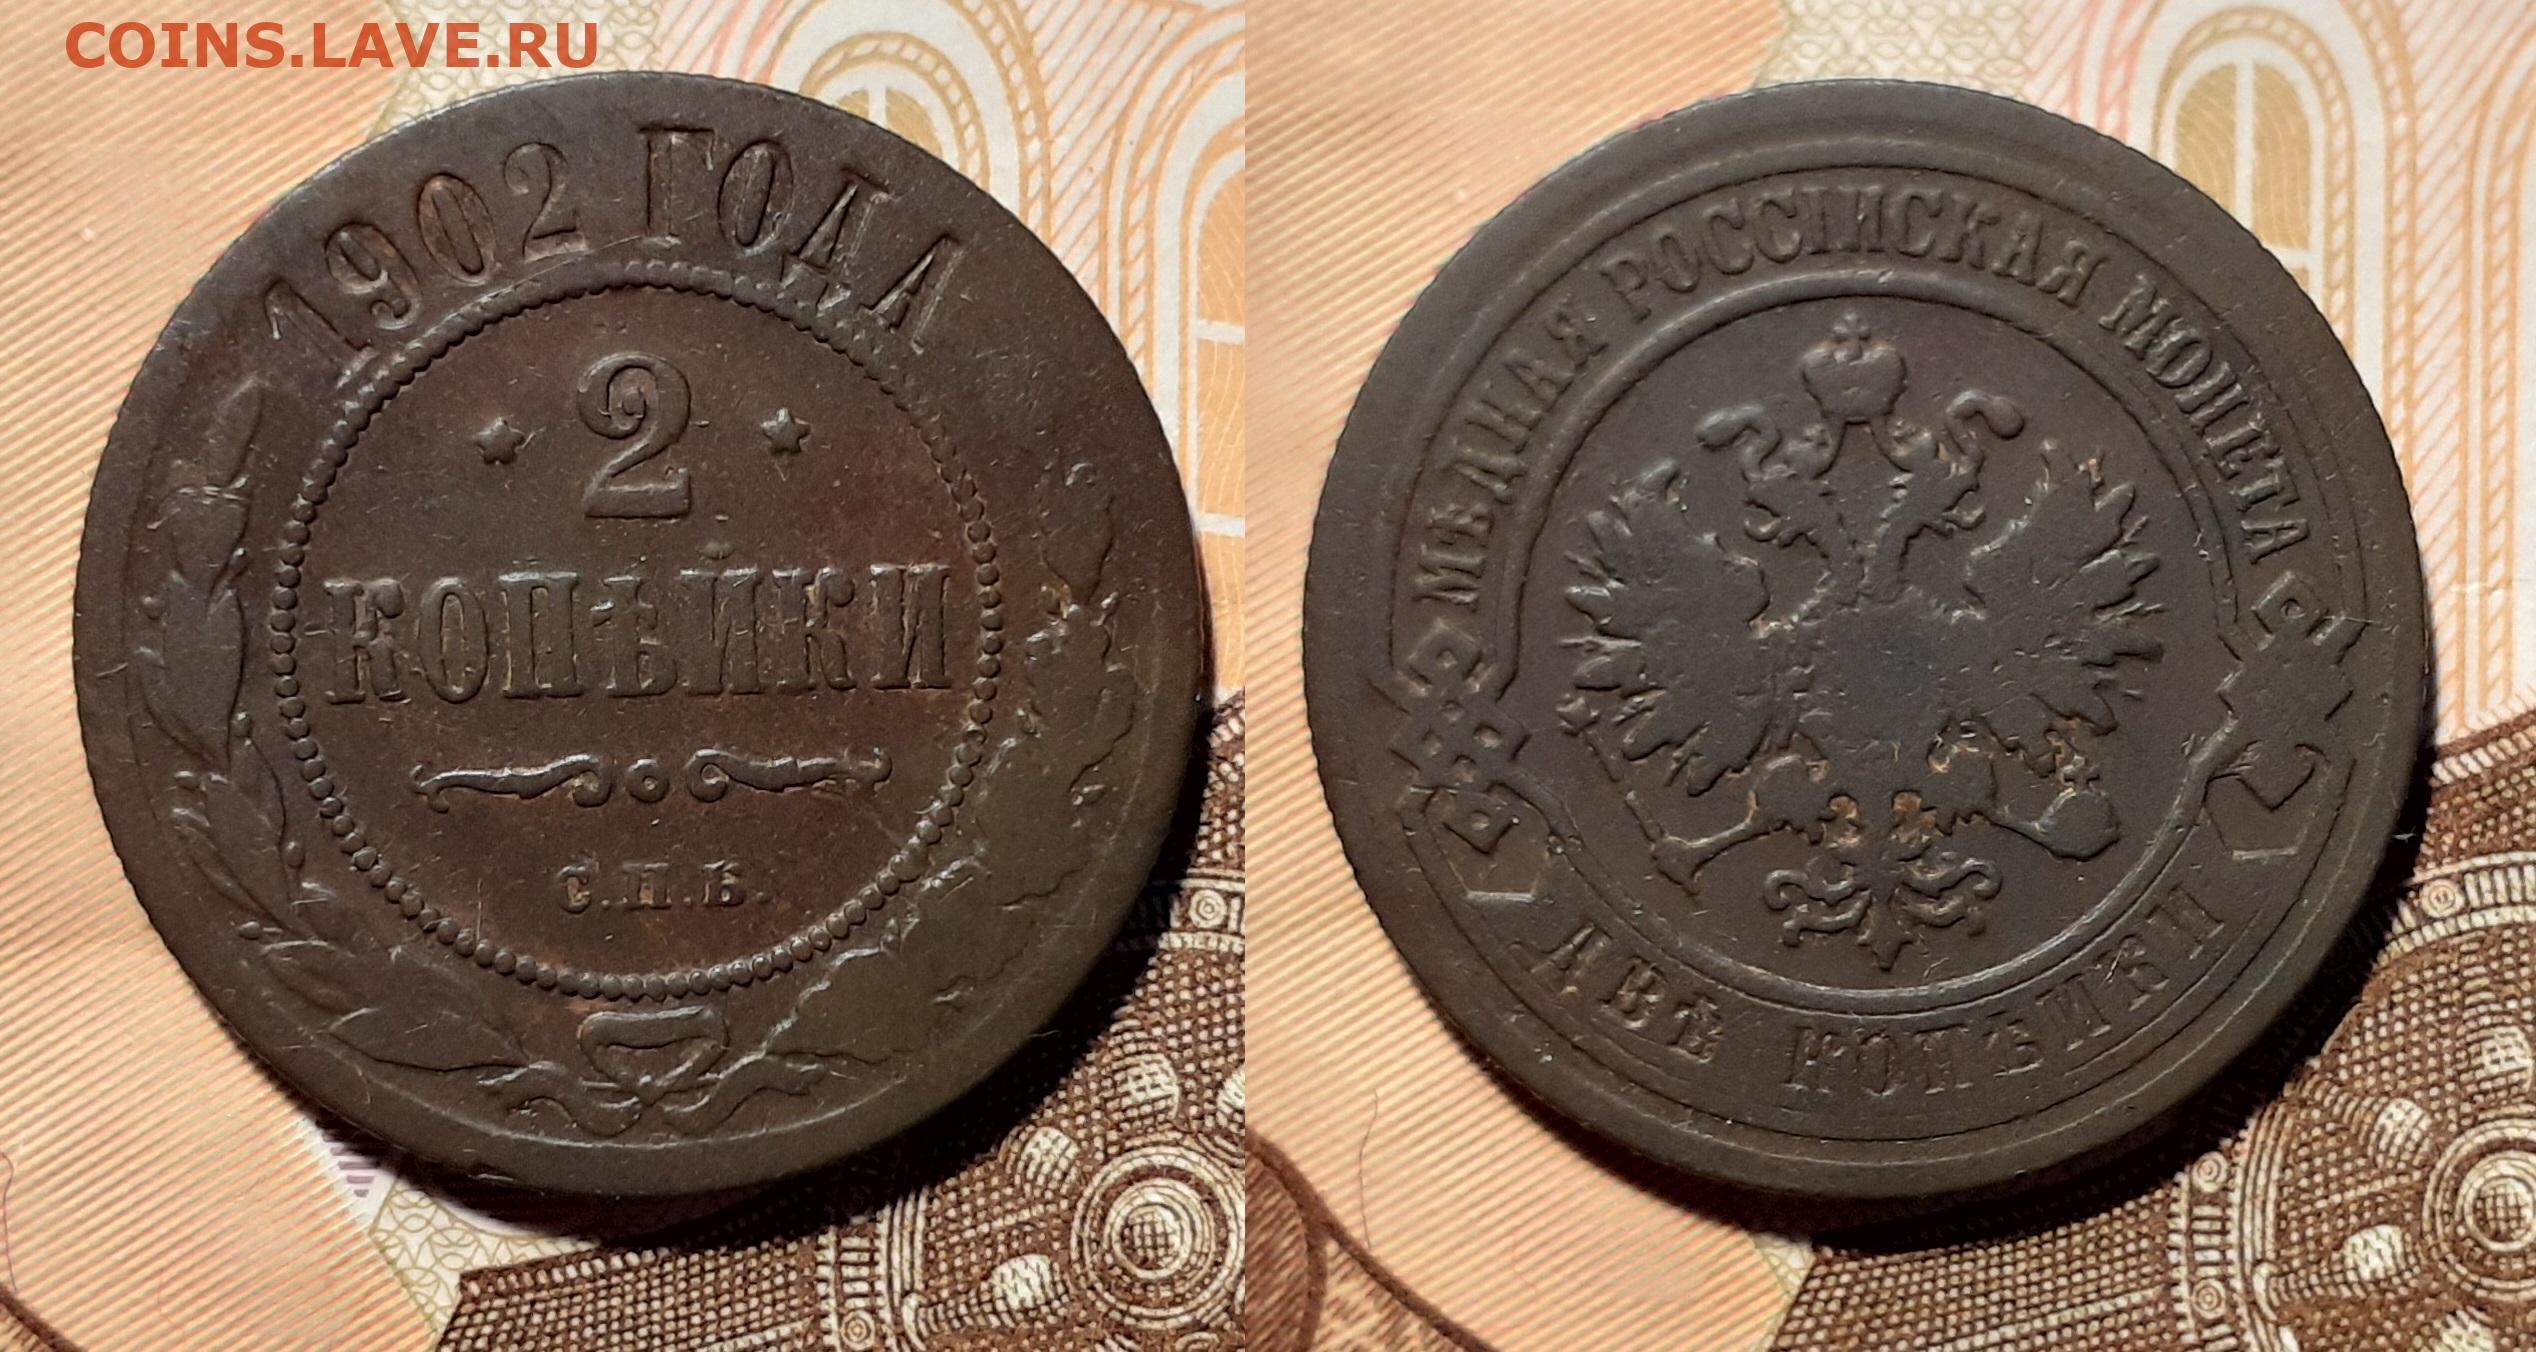 COINS.LAVE.RU
1902 ГОДА
2
КОПѢЙКИ
С.П.Б.
МѢДНАЯ РОССІЙСКАЯ МОНЕТА
ДВѢ КОПѢЙКИ